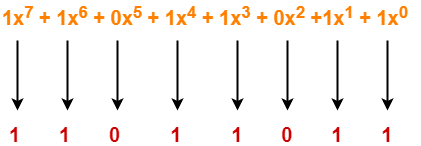 1x⁷ + 1x⁶ + 0x⁵ + 1x⁴ + 1x³ + 0x² +1x¹ + 1x⁰
1 1 0 1 1 0 1 1